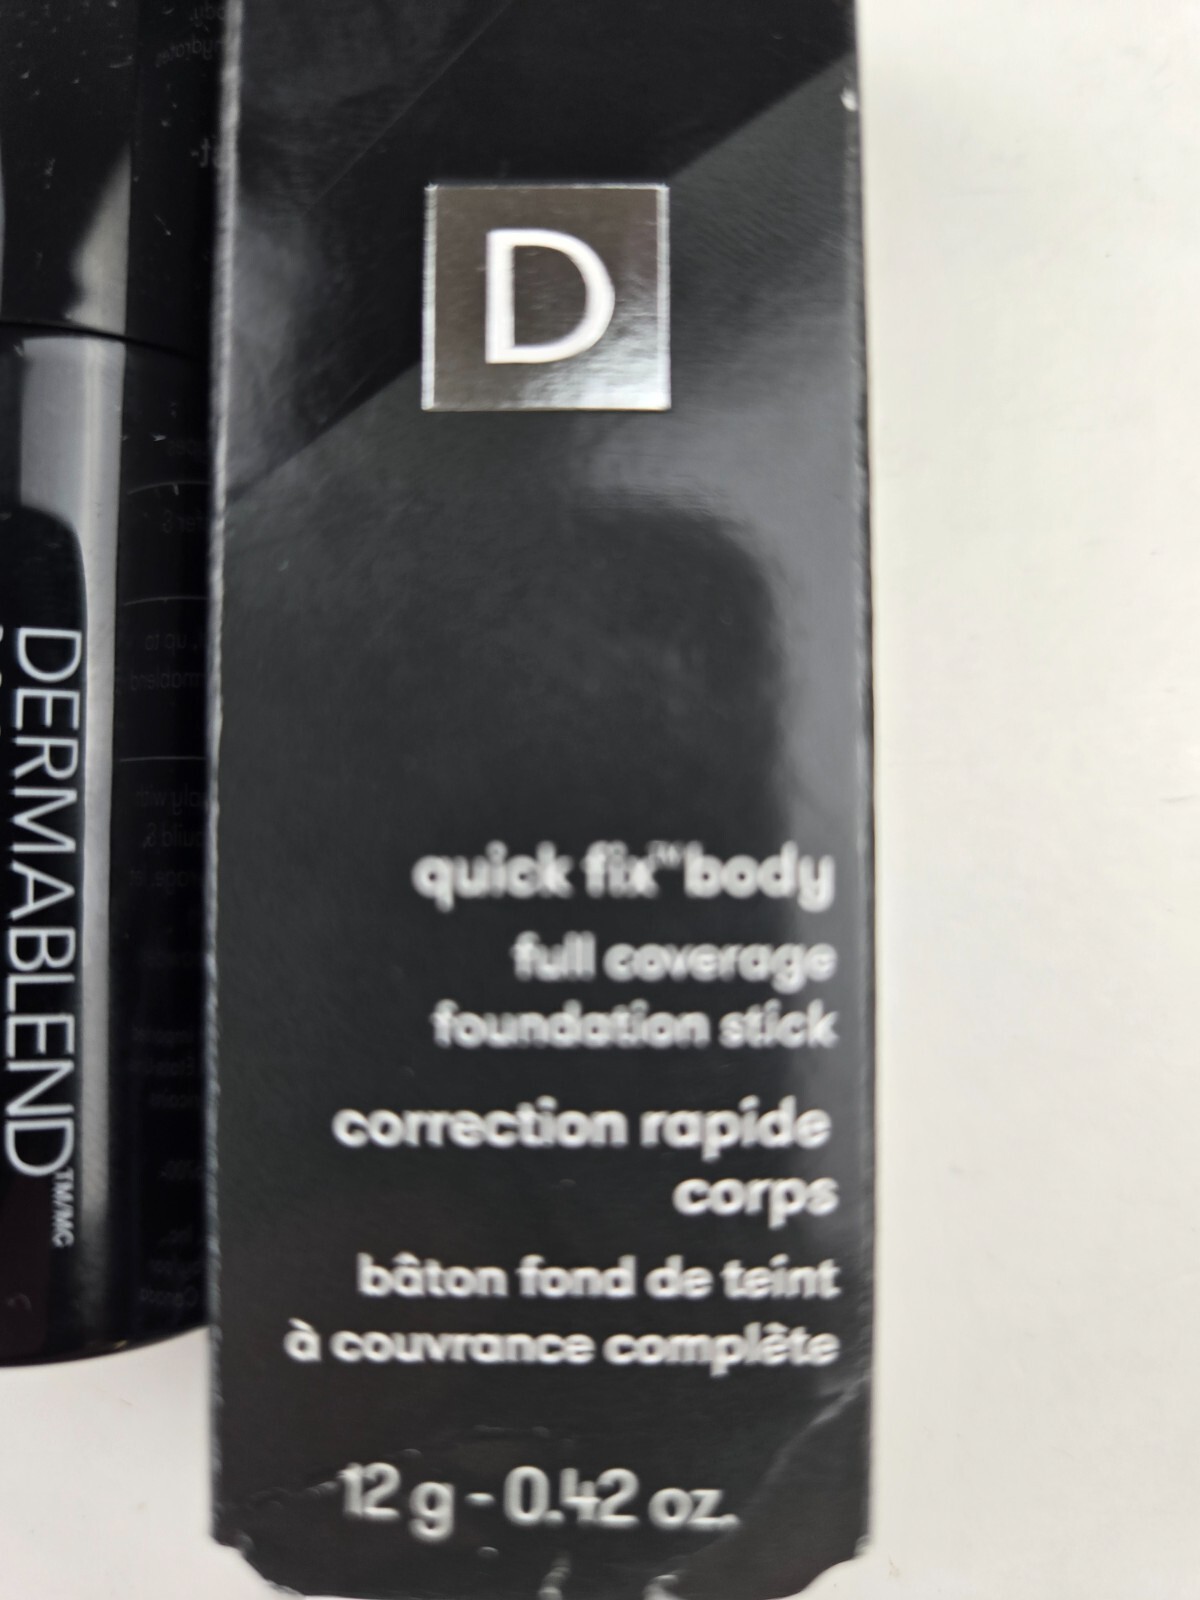 D
DERMABLEND™/MC
quick fix™ body
full coverage
foundation stick
correction rapide
corps
bâton fond de teint
à couvrance complète
12 g - 0.42 oz.